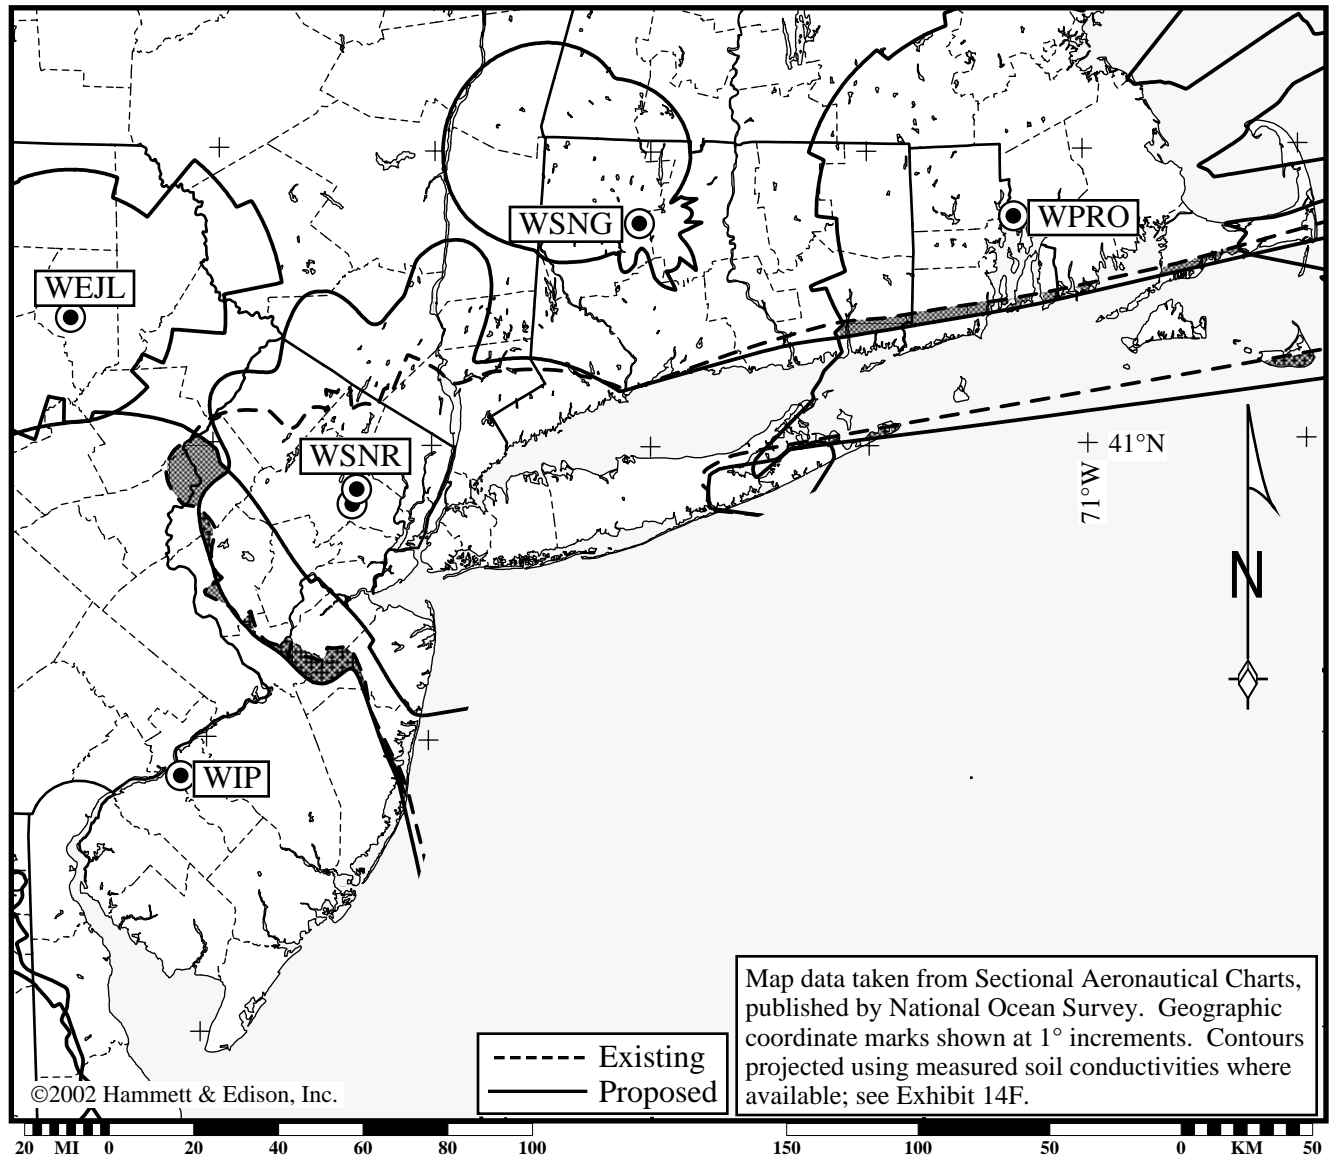 WSNG
WPRO
WEJL
WSNR
41°N
71°W
N
WIP
Map data taken from Sectional Aeronautical Charts,
published by National Ocean Survey.  Geographic
coordinate marks shown at 1° increments.  Contours
projected using measured soil conductivities where
available; see Exhibit 14F.
Existing
Proposed
©2002 Hammett & Edison, Inc.
20 MI 0 20 40 60 80 100 150 100 50 0 KM 50